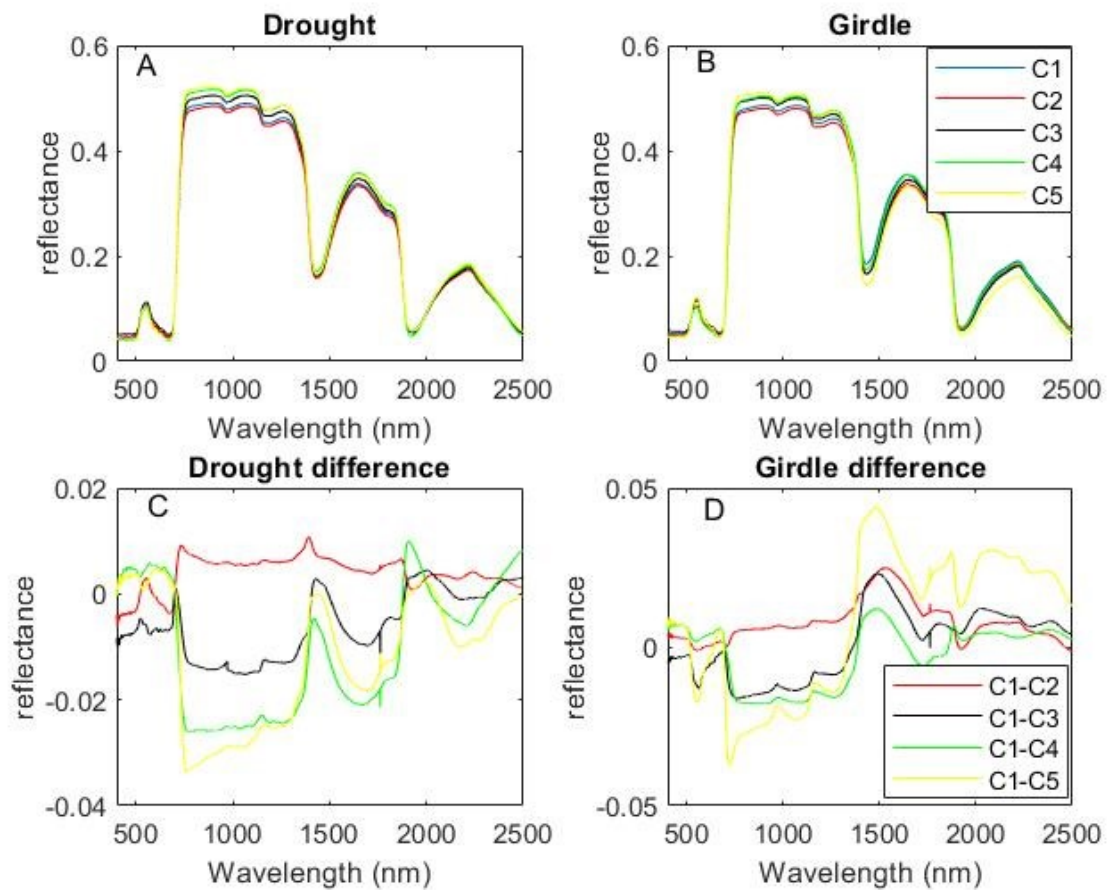 Drought
A
0.6
0.4
0.2
0
reflectance
500 1000 1500 2000 2500
Wavelength (nm)
Girdle
B
0.6
0.4
0.2
0
reflectance
C1
C2
C3
C4
C5
500 1000 1500 2000 2500
Wavelength (nm)
Drought difference
C
0.02
0
-0.02
-0.04
reflectance
500 1000 1500 2000 2500
Wavelength (nm)
Girdle difference
D
0.05
0
-0.05
reflectance
C1-C2
C1-C3
C1-C4
C1-C5
500 1000 1500 2000 2500
Wavelength (nm)